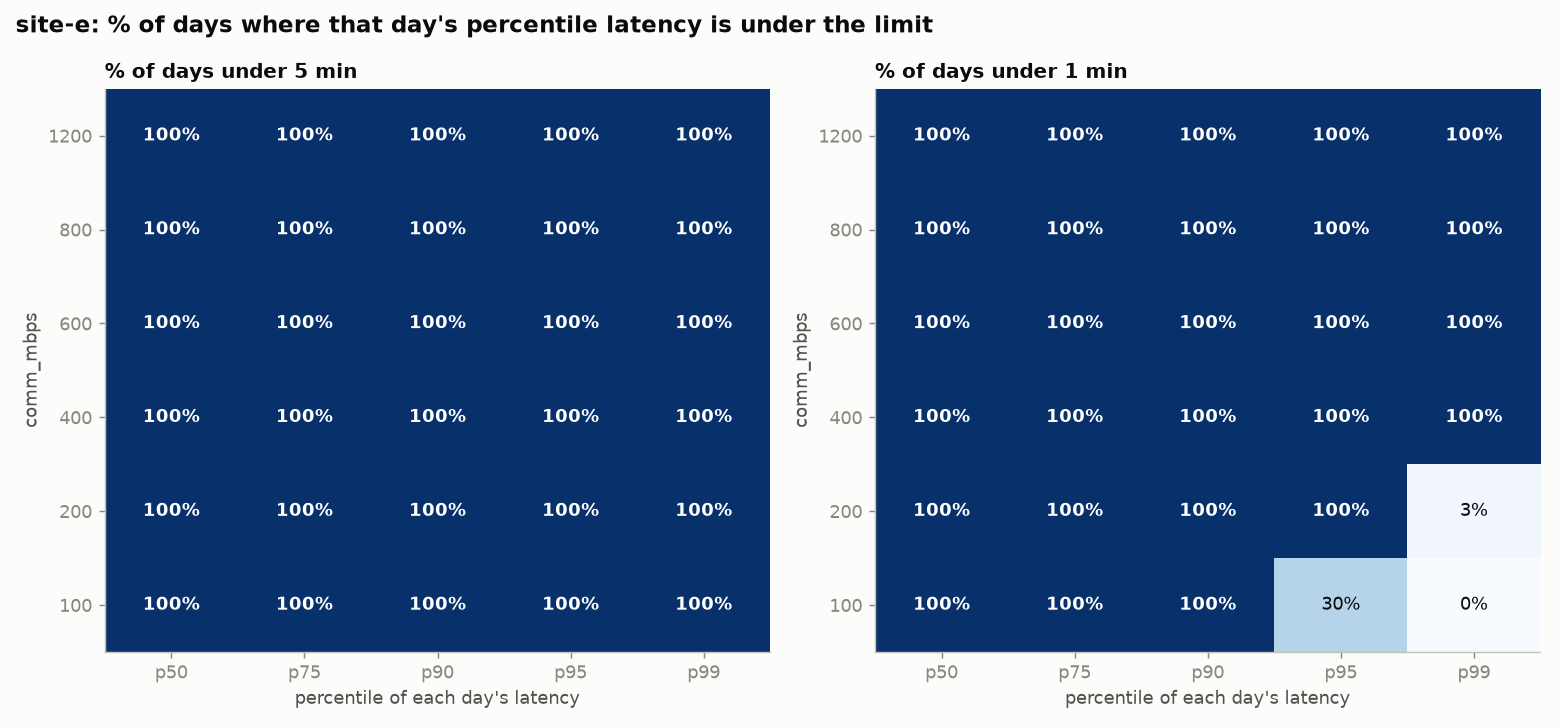 site-e: % of days where that day's percentile latency is under the limit
% of days under 5 min
comm_mbps
1200 100% 100% 100% 100% 100%
800 100% 100% 100% 100% 100%
600 100% 100% 100% 100% 100%
400 100% 100% 100% 100% 100%
200 100% 100% 100% 100% 100%
100 100% 100% 100% 100% 100%
p50 p75 p90 p95 p99
percentile of each day's latency
% of days under 1 min
comm_mbps
1200 100% 100% 100% 100% 100%
800 100% 100% 100% 100% 100%
600 100% 100% 100% 100% 100%
400 100% 100% 100% 100% 100%
200 100% 100% 100% 100% 3%
100 100% 100% 100% 30% 0%
p50 p75 p90 p95 p99
percentile of each day's latency